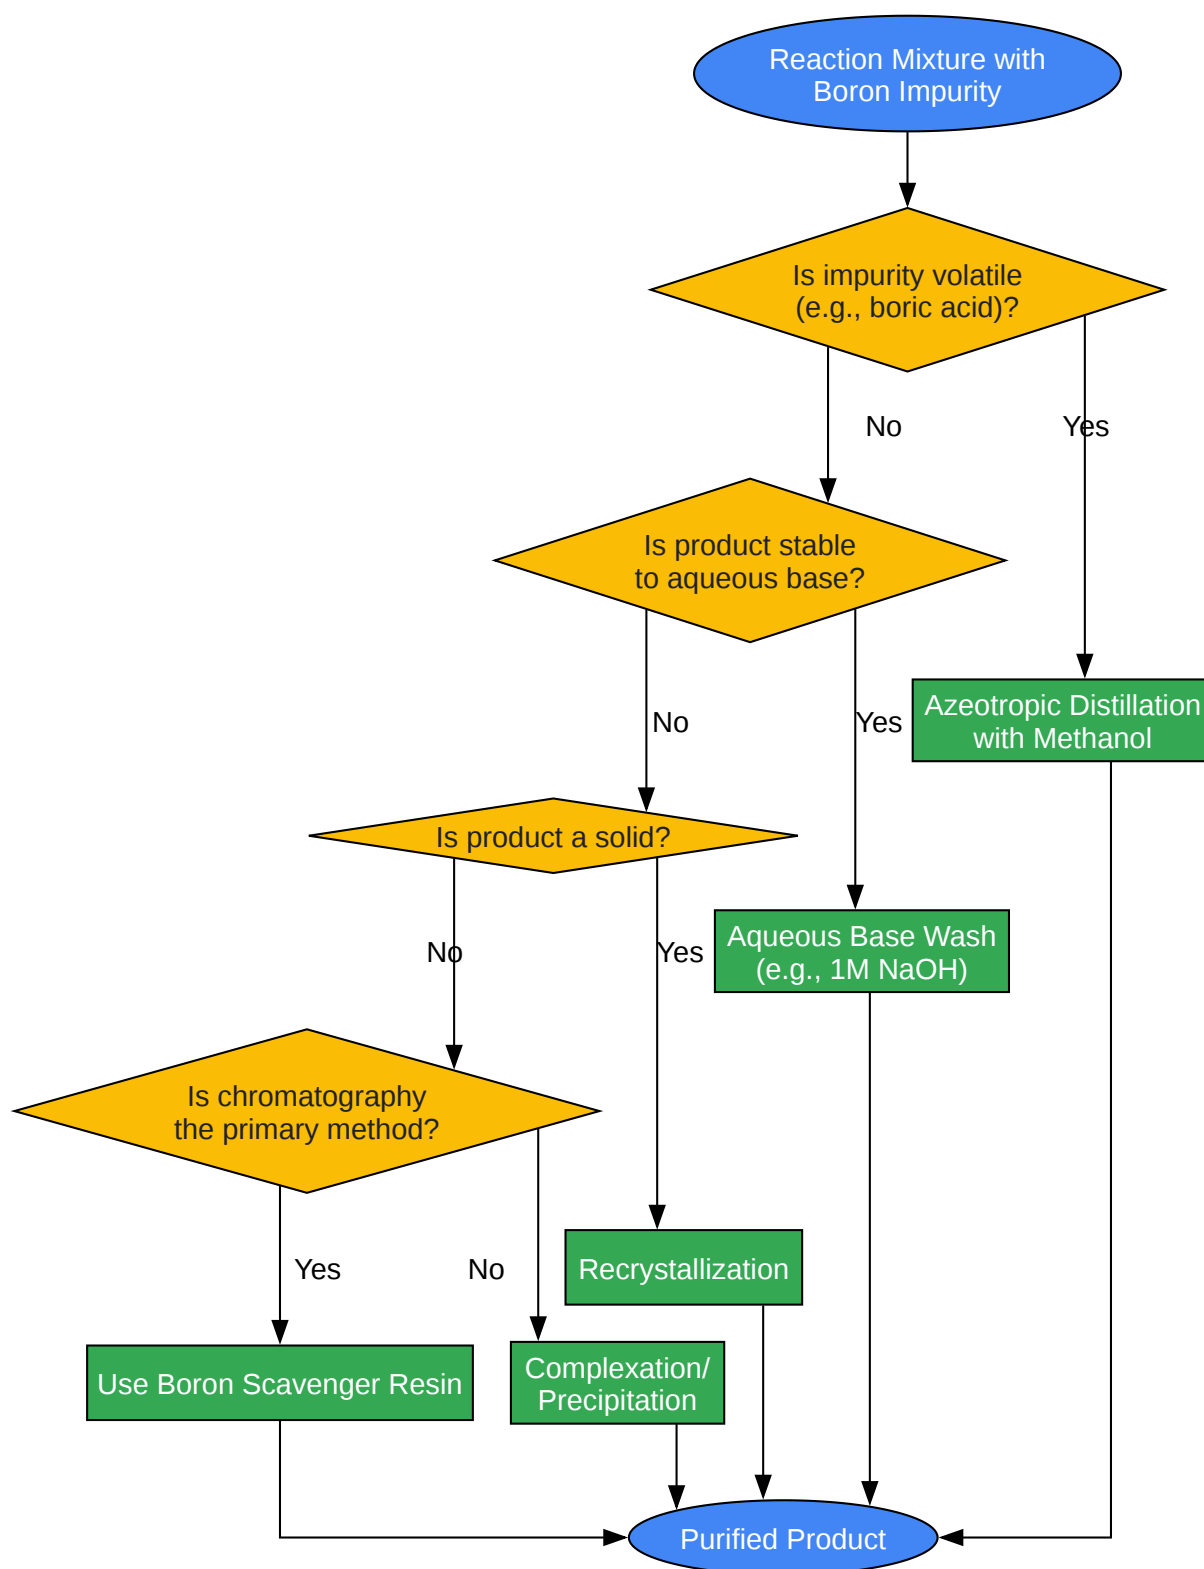 Reaction Mixture with
Boron Impurity
Is impurity volatile
(e.g., boric acid)?
No
Yes
Is product stable
to aqueous base?
No
Yes
Azeotropic Distillation
with Methanol
Is product a solid?
No
Yes
Aqueous Base Wash
(e.g., 1M NaOH)
Is chromatography
the primary method?
Yes
No
Recrystallization
Use Boron Scavenger Resin
Complexation/
Precipitation
Purified Product